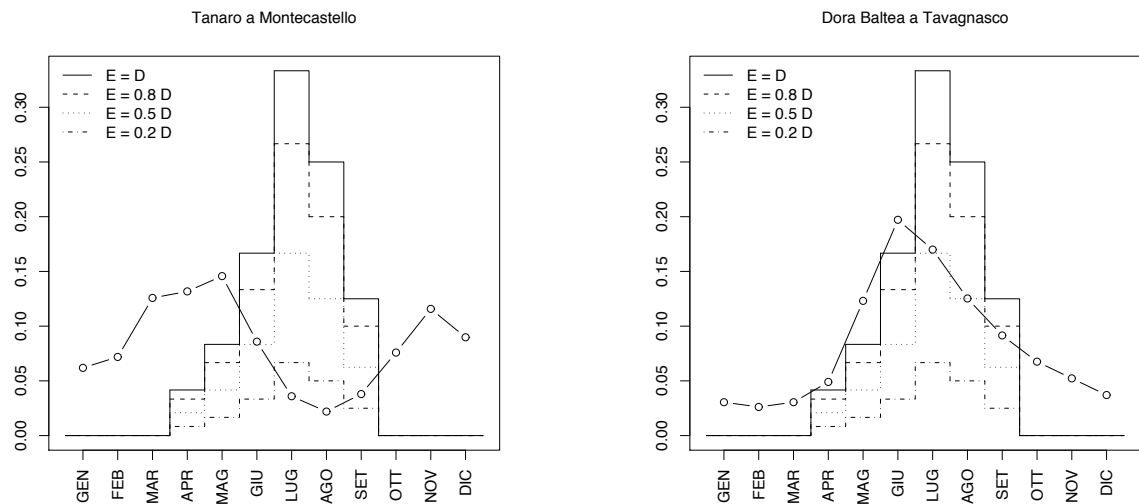 Tanaro a Montecastello
E = D
E = 0.8 D
E = 0.5 D
E = 0.2 D
0.30
0.25
0.20
0.15
0.10
0.05
0.00
GEN FEB MAR APR MAG GIU LUG AGO SET OTT NOV DIC
Dora Baltea a Tavagnasco
E = D
E = 0.8 D
E = 0.5 D
E = 0.2 D
0.30
0.25
0.20
0.15
0.10
0.05
0.00
GEN FEB MAR APR MAG GIU LUG AGO SET OTT NOV DIC